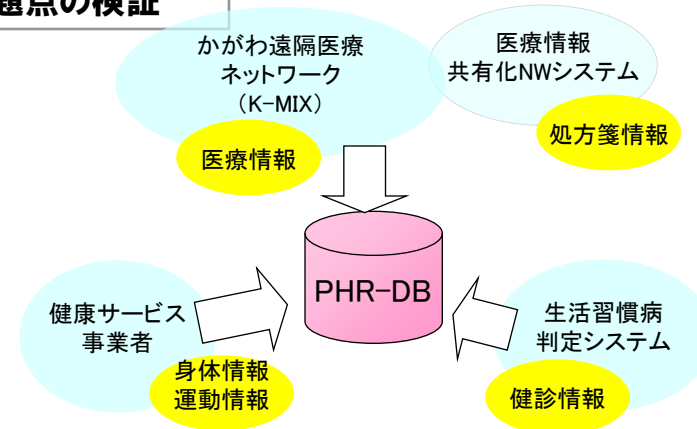 題点の検証
かがわ遠隔医療
ネットワーク
（K-MIX）
医療情報
医療情報
共有化NWシステム
処方箋情報
PHR-DB
健康サービス
事業者
身体情報
運動情報
生活習慣病
判定システム
健診情報